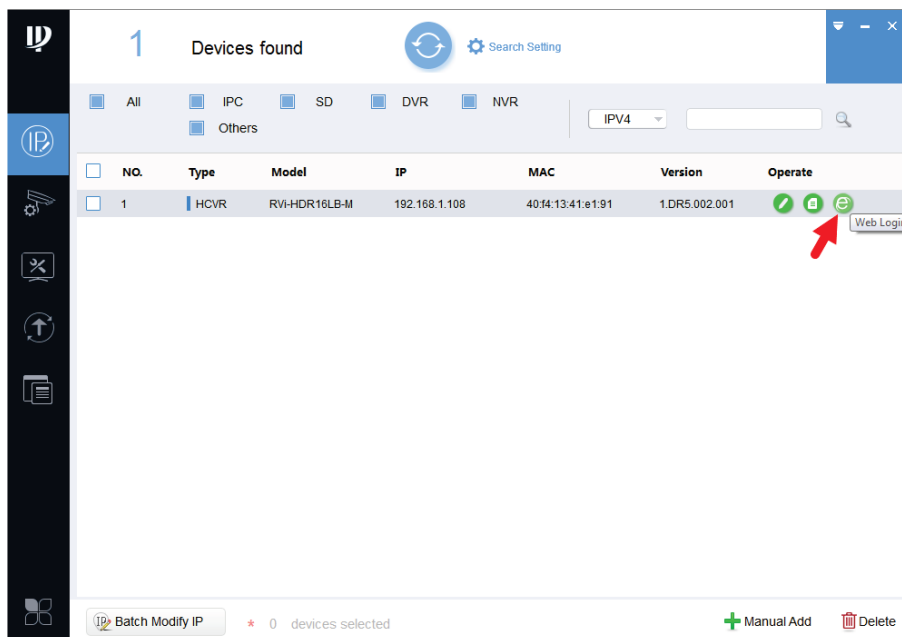 1 Devices found Search Setting
All IPC SD DVR NVR
Others
IPV4
NO. Type Model IP MAC Version Operate
1 HCVR RVi-HDR16LB-M 192.168.1.108 40:f4:13:41:e1:91 1.DR5.002.001
Web Login
Batch Modify IP * 0 devices selected Manual Add Delete